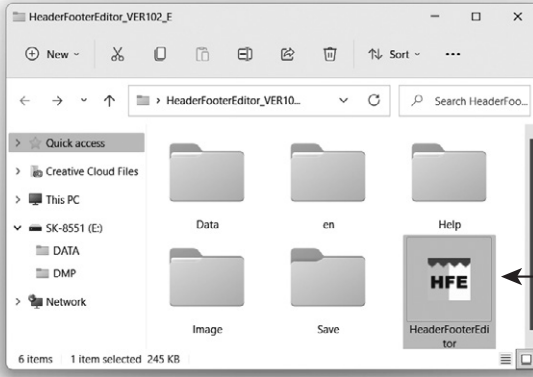 HeaderFooterEditor_VER102_E
New
Sort
HeaderFooterEditor_VER10...
Search HeaderFoo...
Quick access
Creative Cloud Files
This PC
SK-8551 (E:)
DATA
DMP
Network
Data
en
Help
Image
Save
HFE
HeaderFooterEdi
tor
6 items
1 item selected 245 KB